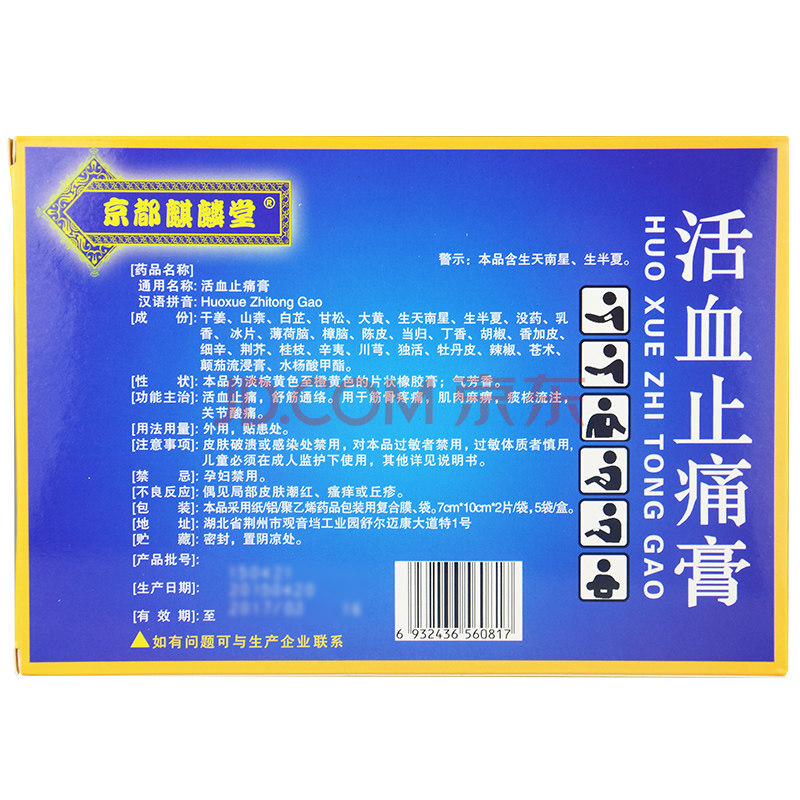 京都麒麟堂®
警示：本品含生天南星、生半夏。
活血止痛膏
HUO XUE ZHI TONG GAO
[药品名称]
通用名称：活血止痛膏
汉语拼音：Huoxue Zhitong Gao
[成 份]：干姜、山柰、白芷、甘松、大黄、生天南星、生半夏、没药、乳
香、冰片、薄荷脑、樟脑、陈皮、当归、丁香、胡椒、香加皮、
细辛、荆芥、桂枝、辛夷、川芎、独活、牡丹皮、辣椒、苍术、
颠茄流浸膏、水杨酸甲酯。
[性 状]：本品为淡棕黄色至橙黄色的片状橡胶膏；气芳香。
[功能主治]：活血止痛，舒筋通络。用于筋骨疼痛，肌肉麻痹，痰核流注，
关节酸痛。
[用法用量]：外用，贴患处。
[注意事项]：皮肤破溃或感染处禁用，对本品过敏者禁用，过敏体质者慎用，
儿童必须在成人监护下使用，其他详见说明书。
[禁 忌]：孕妇禁用。
[不良反应]：偶见局部皮肤潮红、瘙痒或丘疹。
[包 装]：本品采用纸/铝/聚乙烯药品包装用复合膜、袋。7cm*10cm*2片/袋，5袋/盒。
[地 址]：湖北省荆州市观音垱工业园舒尔迈康大道特1号
[贮 藏]：密封，置阴凉处。
[产品批号]：150421
[生产日期]：20150420
[有 效 期]：至 2017/03 16
▲如有问题可与生产企业联系
6 932436 560817
JD.COM 京东